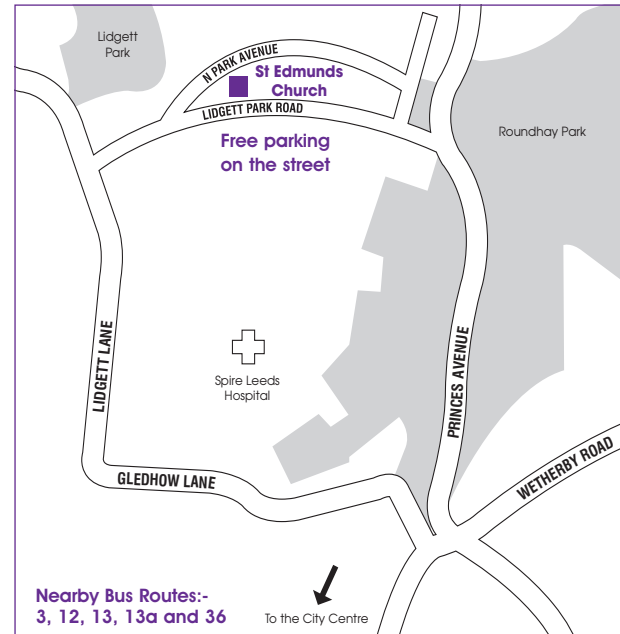 Lidgett
Park
N PARK AVENUE
St Edmunds
Church
LIDGETT PARK ROAD
Free parking
on the street
Roundhay Park
LIDGETT LANE
Spire Leeds
Hospital
PRINCES AVENUE
WETHERBY ROAD
GLEDHOW LANE
Nearby Bus Routes:-
3, 12, 13, 13a and 36
To the City Centre